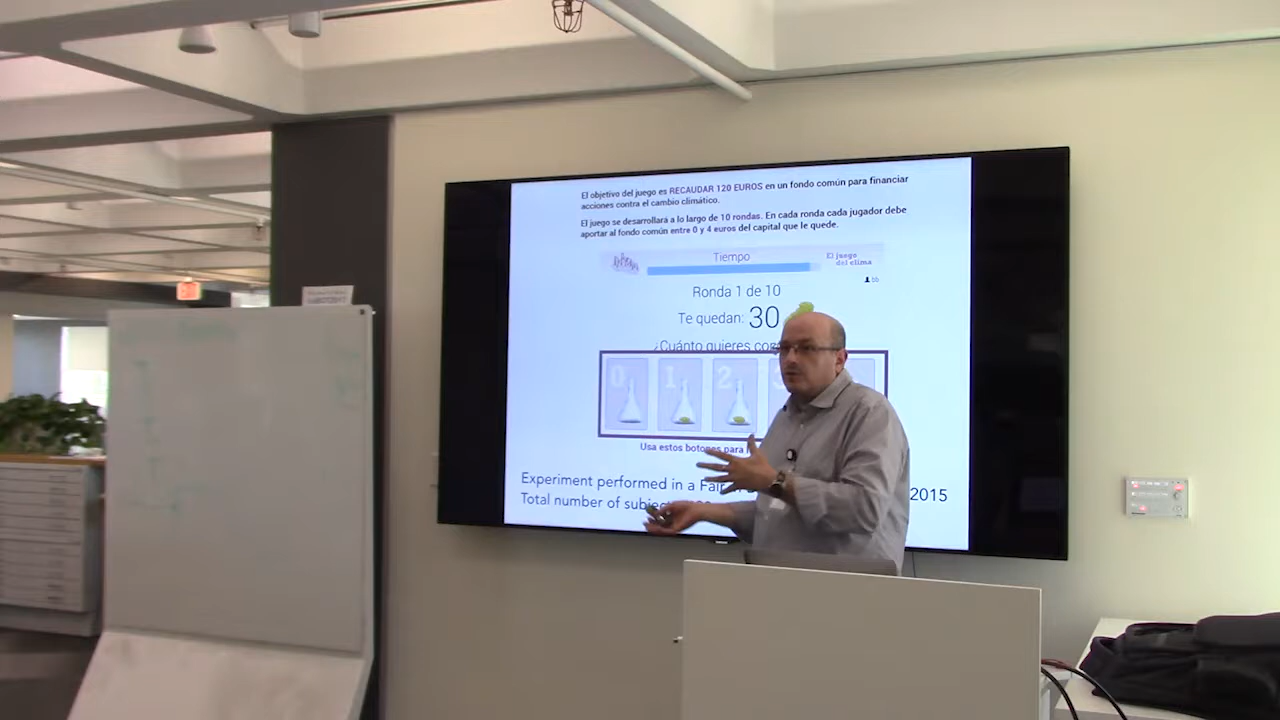 El objetivo del juego es RECAUDAR 120 EUROS en un fondo común para financiar
acciones contra el cambio climático.
El juego se desarrollará a lo largo de 10 rondas. En cada ronda cada jugador debe
aportar al fondo común entre 0 y 4 euros del capital que le quede.
Tiempo
El juego
del clima
Ronda 1 de 10
Te quedan: 30
¿Cuánto quieres
0 1 2 3
Usa estos botones para
Experiment performed in a Fair 2015
Total number of